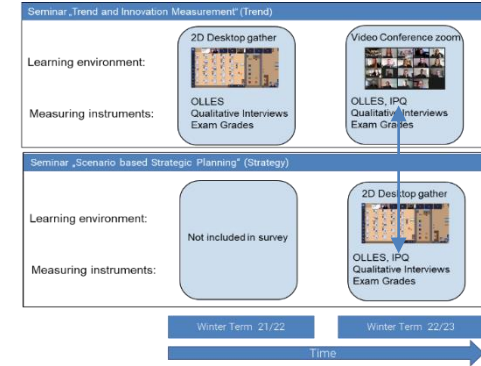 Seminar „Trend and Innovation Measurement“ (Trend)
2D Desktop gather
Video Conference zoom
Learning environment:
Measuring instruments:
OLLES
Qualitative Interviews
Exam Grades
OLLES, IPQ
Qualitative Interviews
Exam Grades
Seminar „Scenario based Strategic Planning“ (Strategy)
2D Desktop gather
Learning environment:
Not included in survey
Measuring instruments:
OLLES, IPQ
Qualitative Interviews
Exam Grades
Winter Term 21/22
Winter Term 22/23
Time